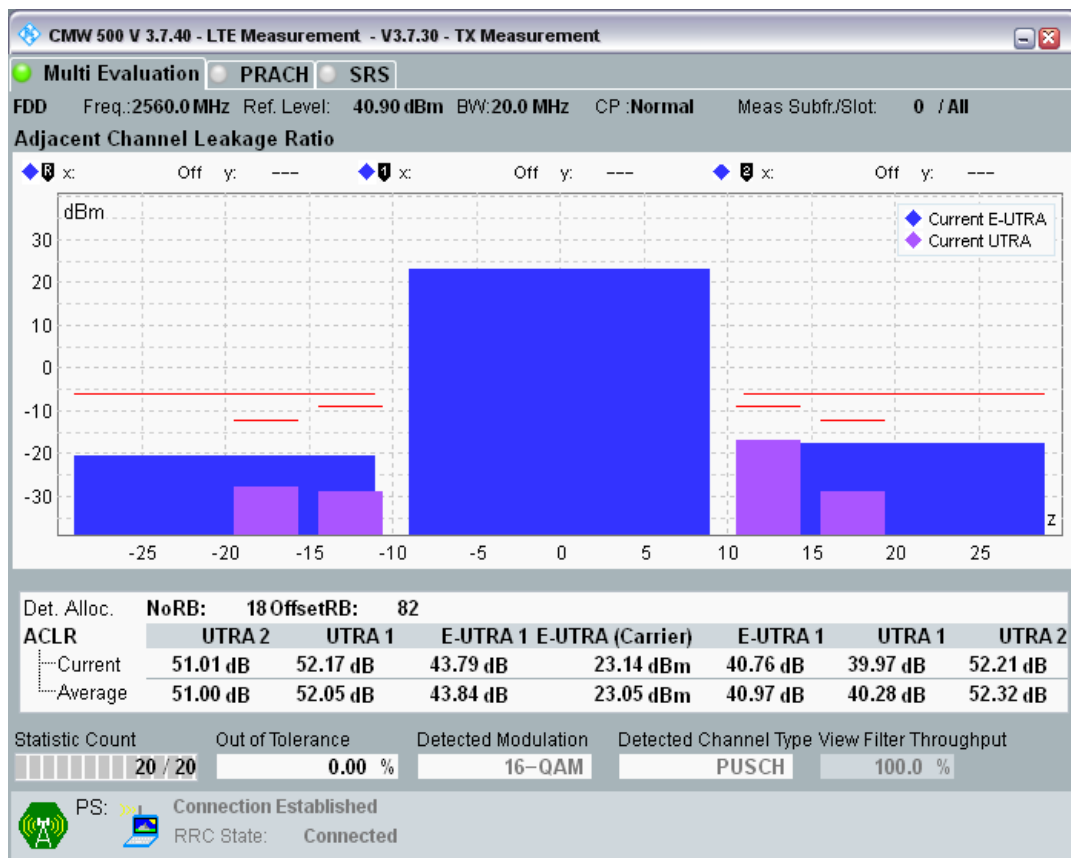 CMW 500 V 3.7.40 - LTE Measurement - V3.7.30 - TX Measurement
Multi Evaluation PRACH SRS
FDD Freq.:2560.0 MHz Ref. Level: 40.90 dBm BW:20.0 MHz CP :Normal Meas Subfr./Slot: 0 / All
Adjacent Channel Leakage Ratio
R x: Off y: --- 1 x: Off y: --- 2 x: Off y: ---
dBm
Current E-UTRA
Current UTRA
30
20
10
0
-10
-20
-30
z
-25 -20 -15 -10 -5 0 5 10 15 20 25
Det. Alloc. NoRB: 18 OffsetRB: 82
ACLR UTRA 2 UTRA 1 E-UTRA 1 E-UTRA (Carrier) E-UTRA 1 UTRA 1 UTRA 2
Current 51.01 dB 52.17 dB 43.79 dB 23.14 dBm 40.76 dB 39.97 dB 52.21 dB
Average 51.00 dB 52.05 dB 43.84 dB 23.05 dBm 40.97 dB 40.28 dB 52.32 dB
Statistic Count Out of Tolerance Detected Modulation Detected Channel Type View Filter Throughput
20 / 20 0.00 % 16-QAM PUSCH 100.0 %
PS: Connection Established
RRC State: Connected